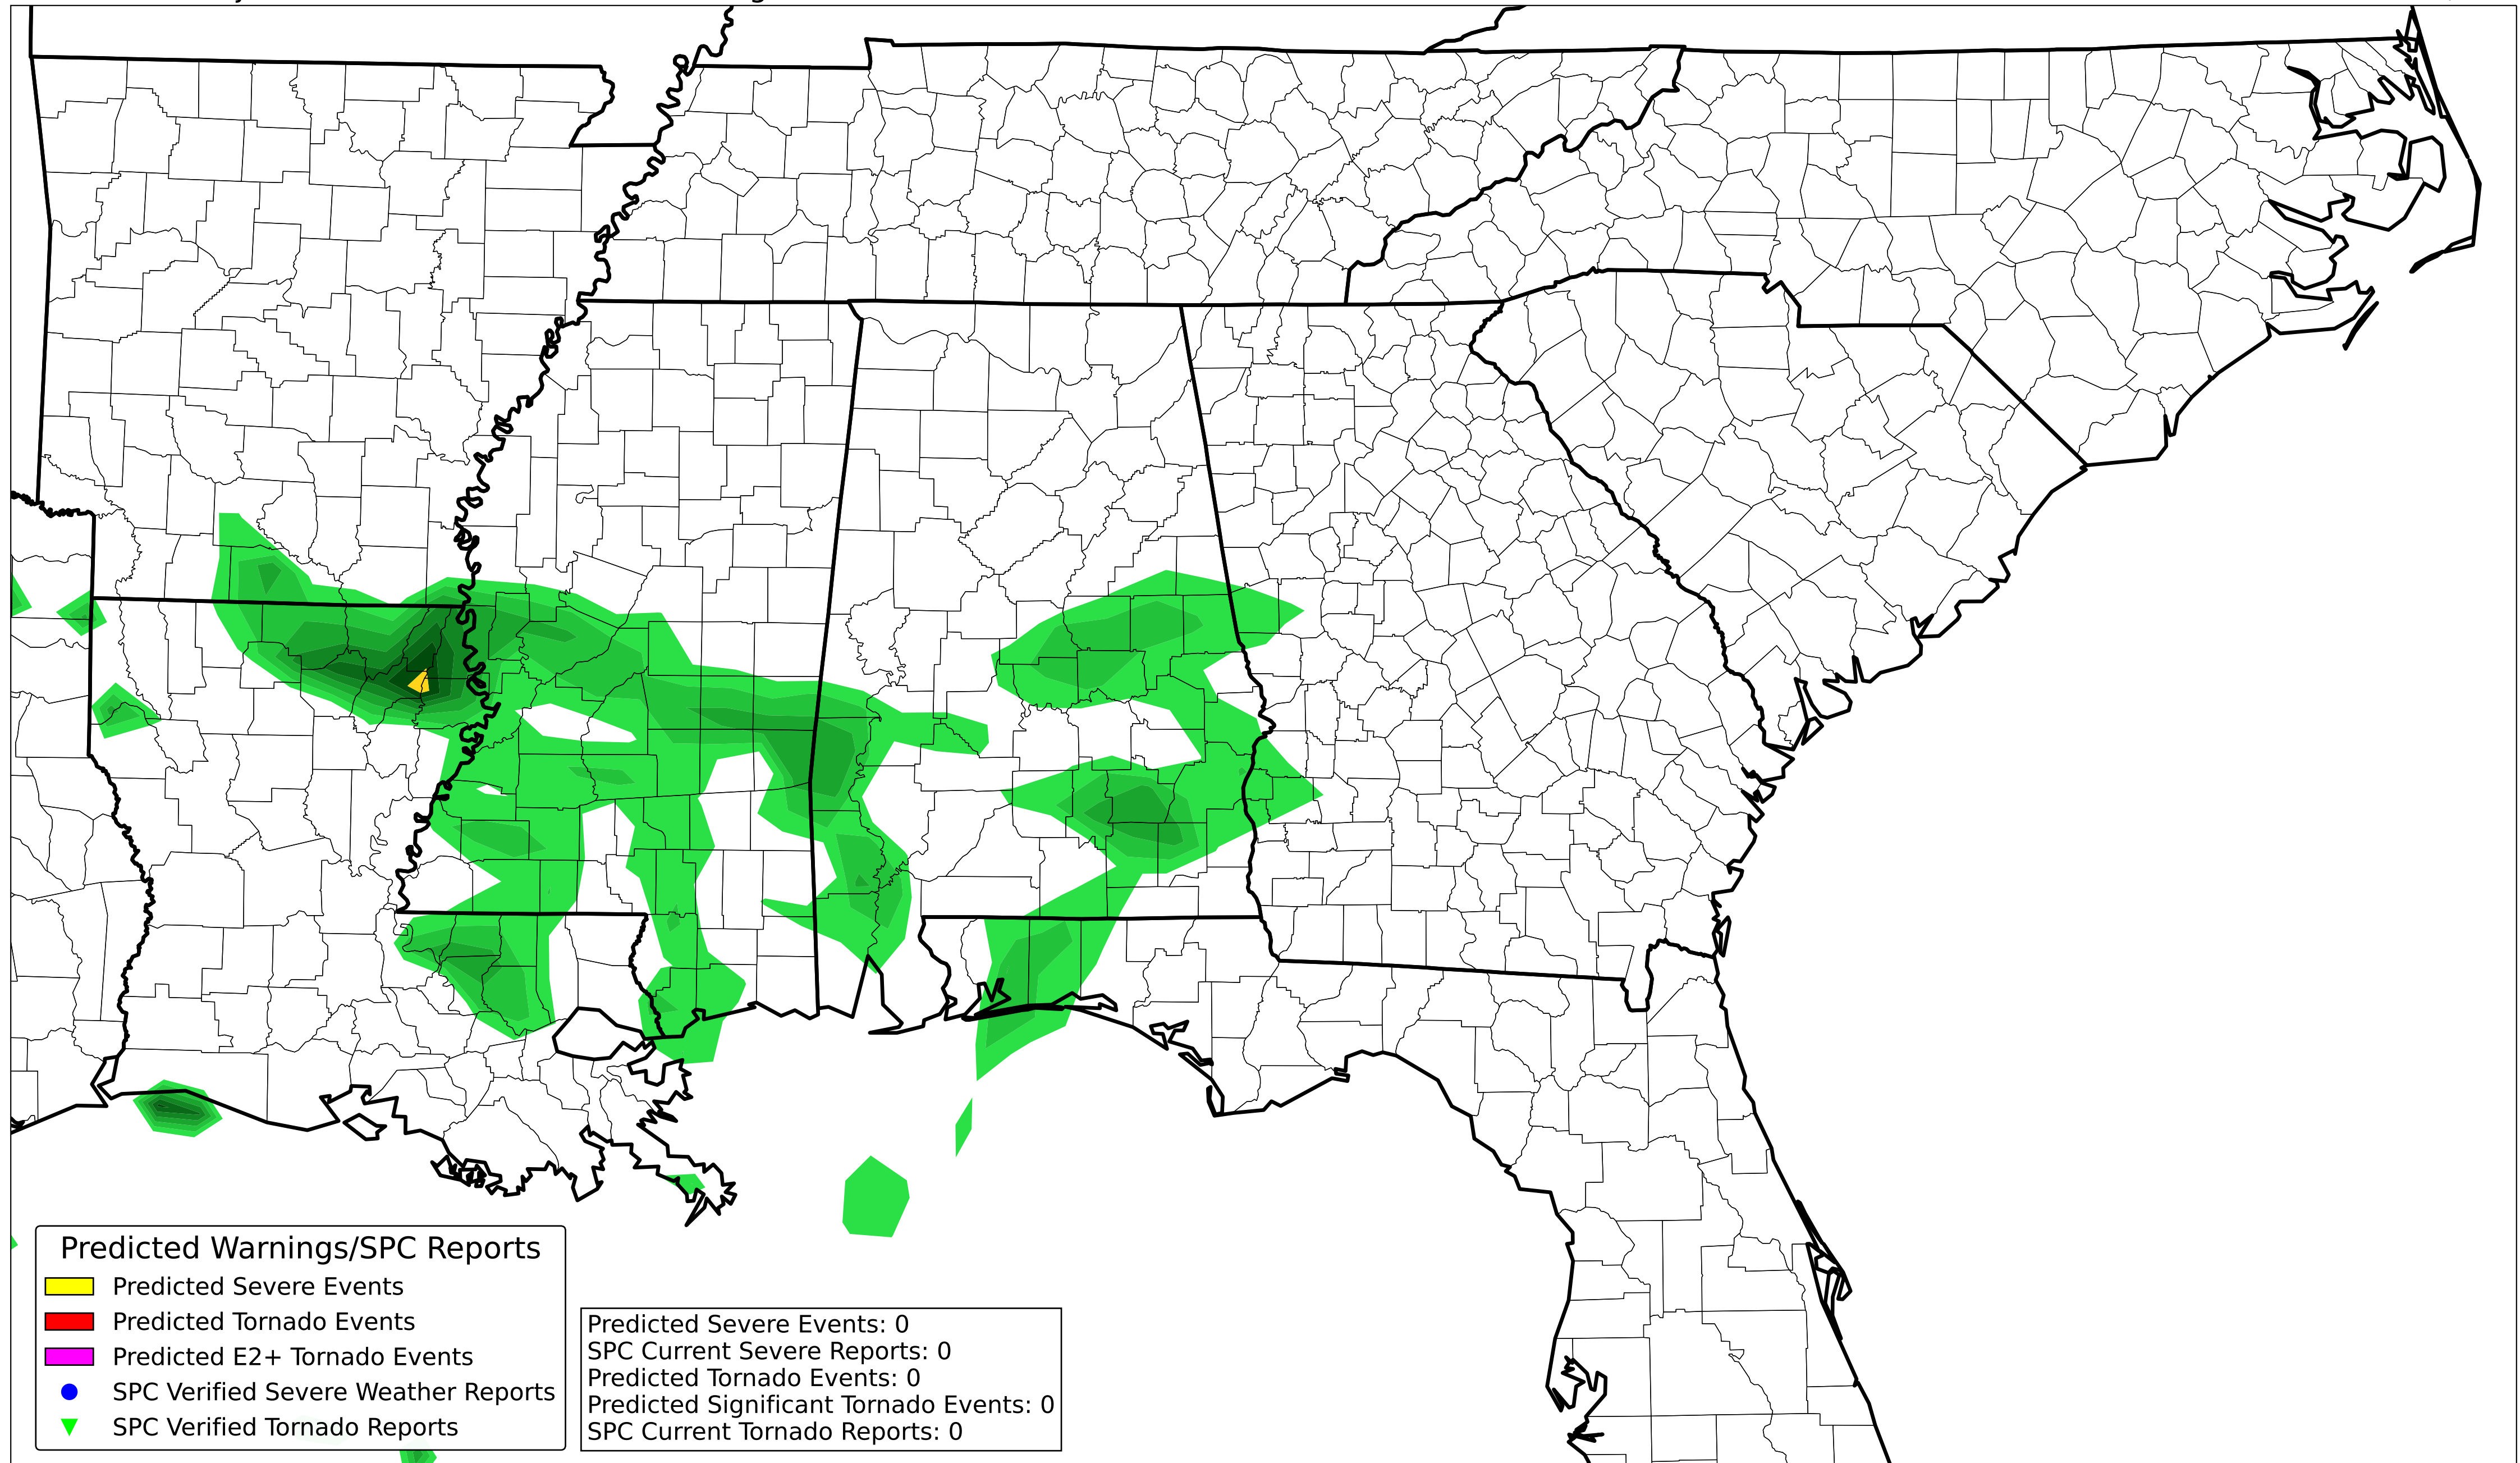 Predicted Warnings/SPC Reports
Predicted Severe Events
Predicted Tornado Events
Predicted E2+ Tornado Events
SPC Verified Severe Weather Reports
SPC Verified Tornado Reports
Predicted Severe Events: 0
SPC Current Severe Reports: 0
Predicted Tornado Events: 0
Predicted Significant Tornado Events: 0
SPC Current Tornado Reports: 0